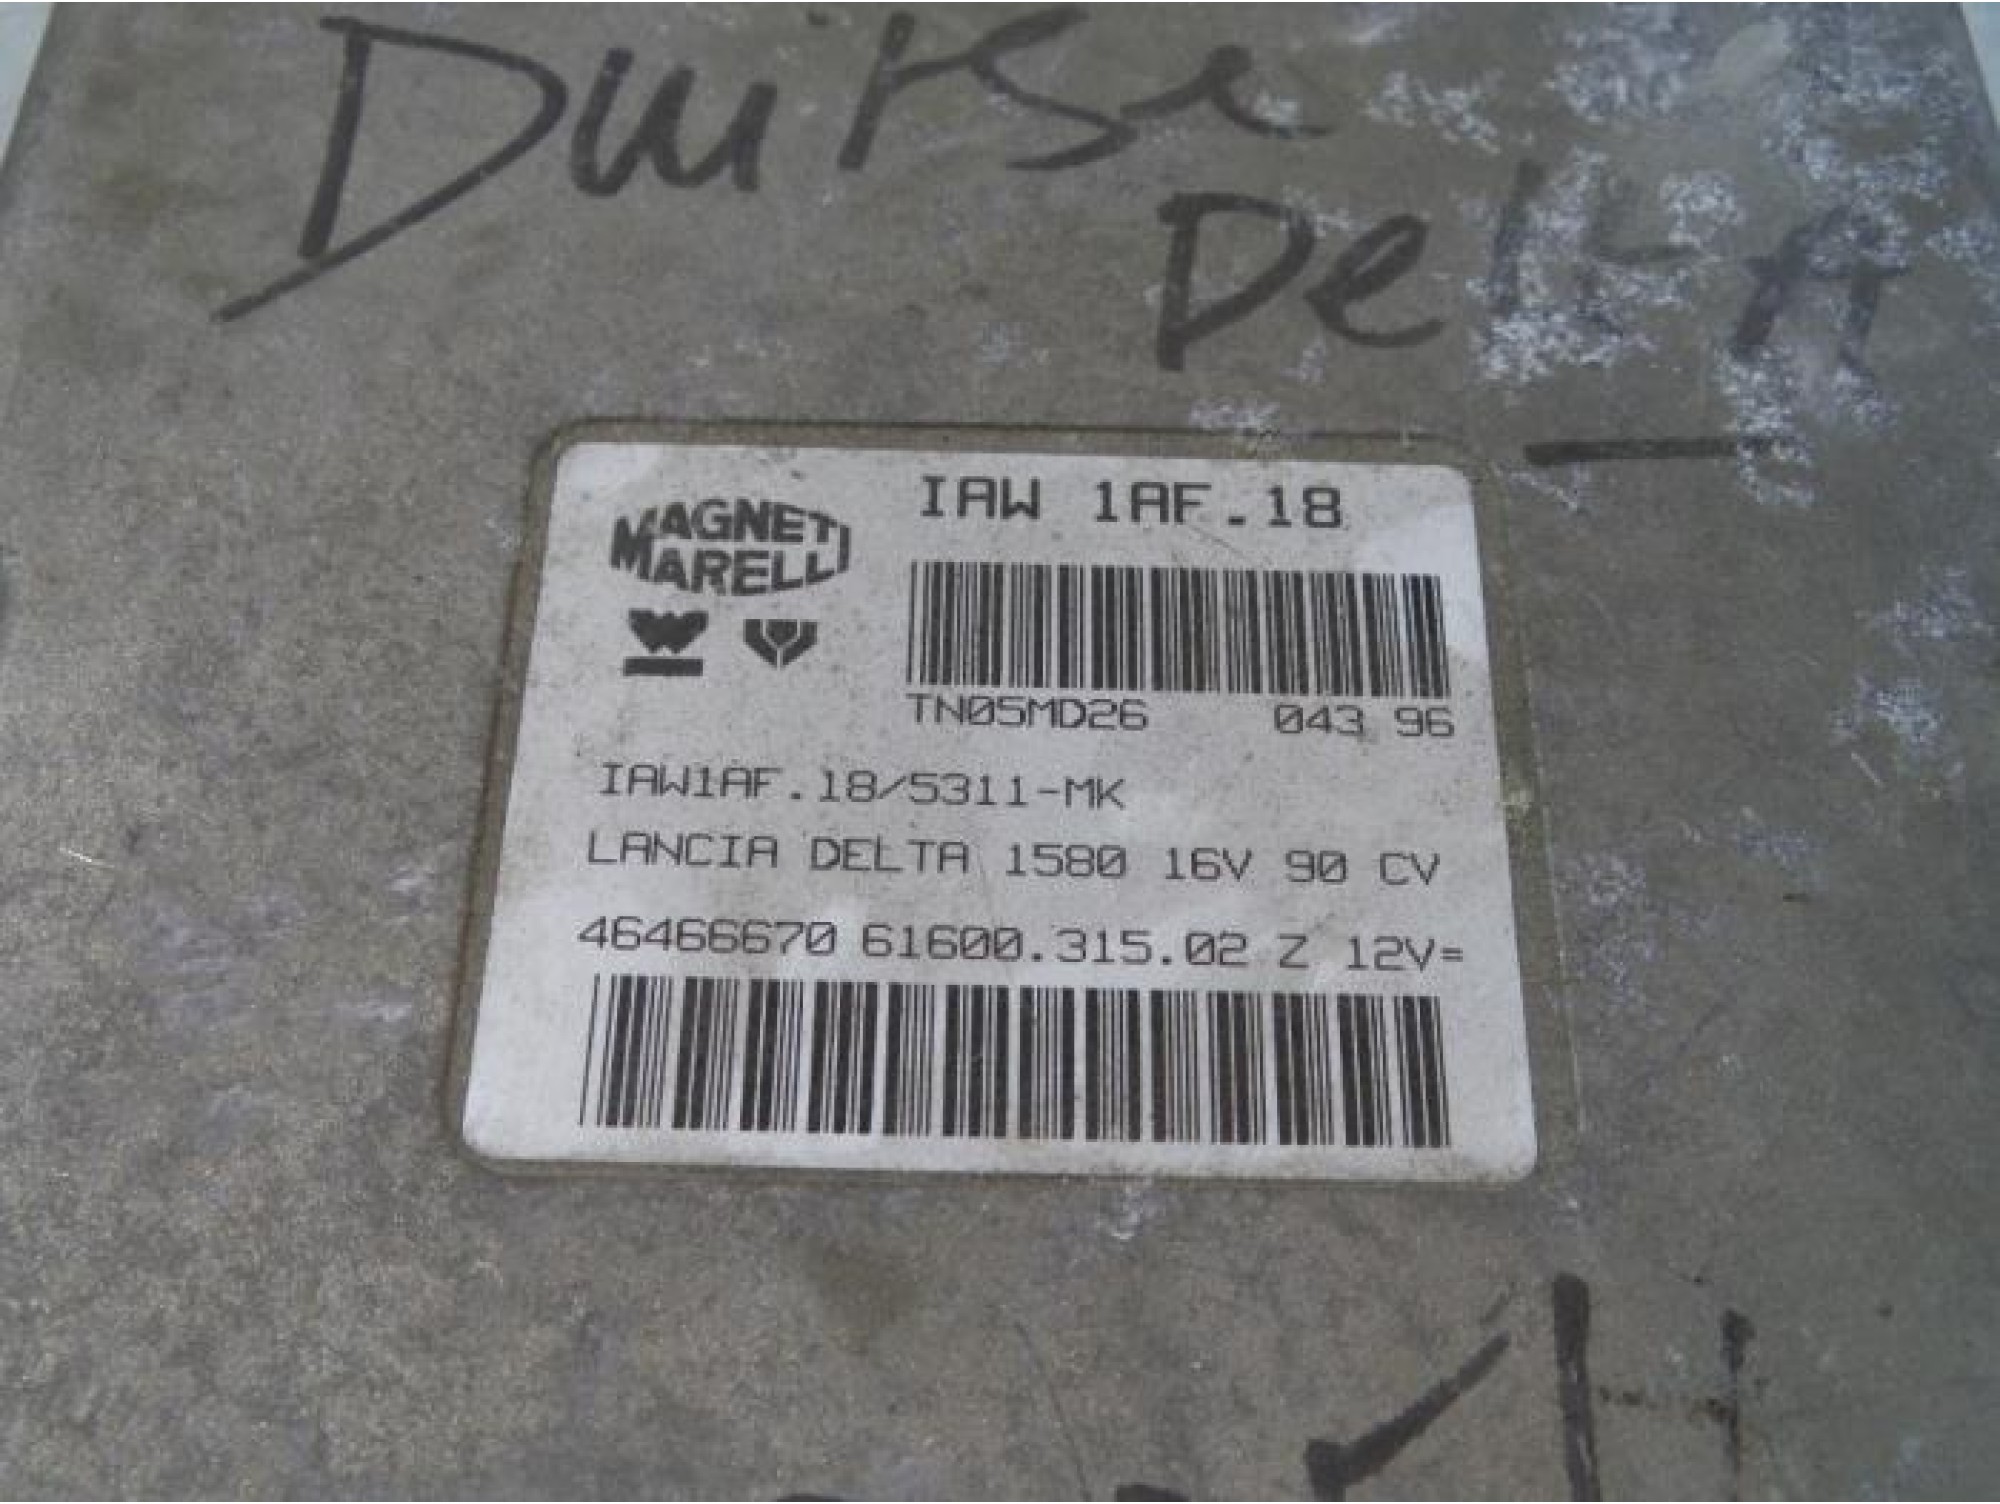 Duitse
Delta
MAGNETI
MARELLI
IAW 1AF.18
TN05MD26 043 96
IAW1AF.18/5311-MK
LANCIA DELTA 1580 16V 90 CV
46466670 61600.315.02 Z 12V=